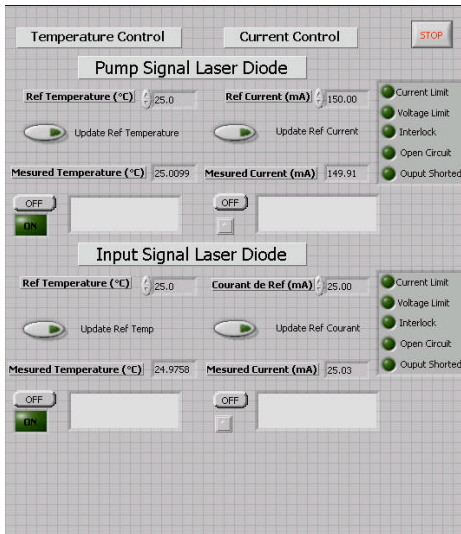 Temperature Control Current Control STOP
Pump Signal Laser Diode
Ref Temperature (°C) 25.0 Ref Current (mA) 150.00 Current Limit
Voltage Limit
Update Ref Temperature Update Ref Current Interlock
Open Circuit
Mesured Temperature (°C) 25.0099 Mesured Current (mA) 149.91 Ouput Shorted
OFF OFF
ON
Input Signal Laser Diode
Ref Temperature (°C) 25.0 Courant de Ref (mA) 25.00 Current Limit
Voltage Limit
Update Ref Temp Update Ref Courant Interlock
Open Circuit
Mesured Temperature (°C) 24.9758 Mesured Current (mA) 25.03 Ouput Shorted
OFF OFF
ON